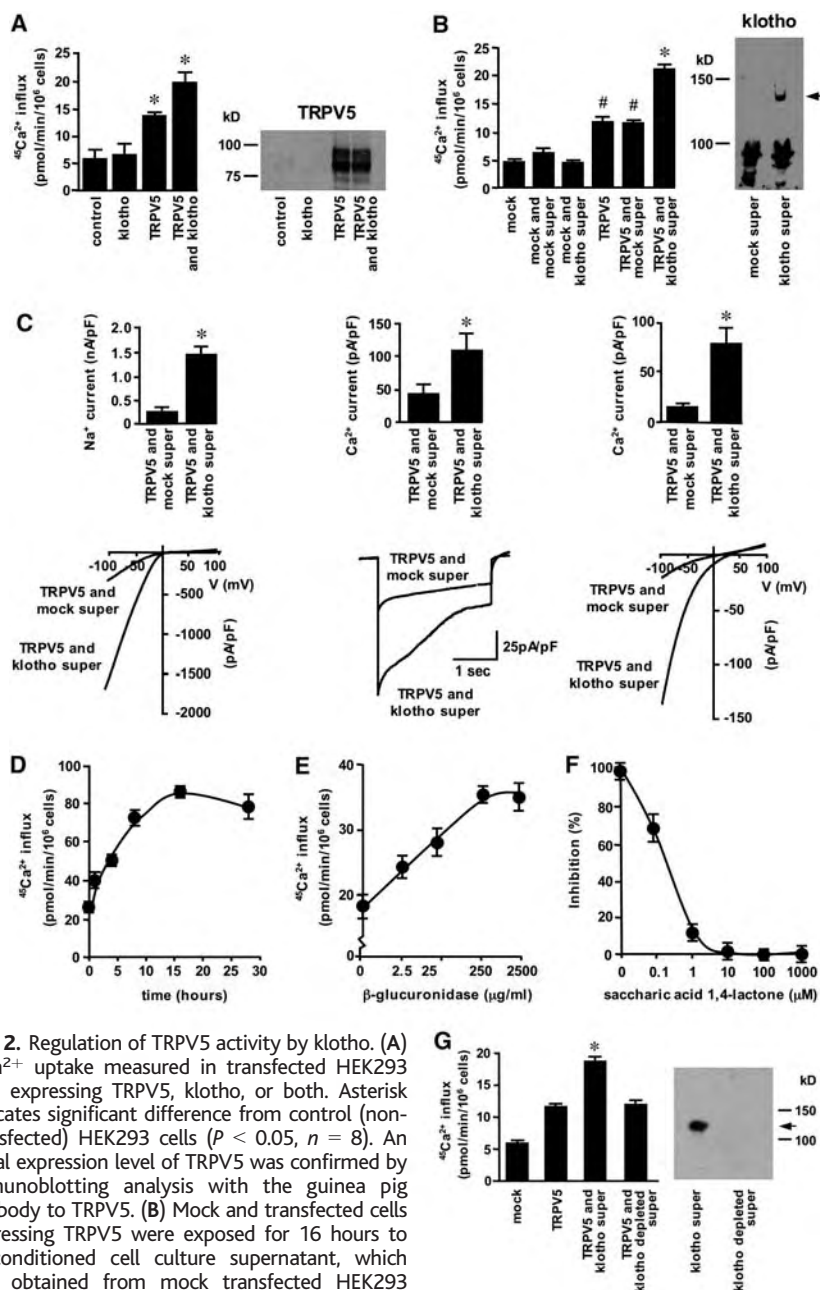 A
⁴⁵Ca²⁺ influx
(pmol/min/10⁶ cells)
25
20
15
10
5
0
*
*
control
klotho
TRPV5
TRPV5
and klotho
TRPV5
kD
100
75
control
klotho
TRPV5
TRPV5
and klotho
B
⁴⁵Ca²⁺ influx
(pmol/min/10⁶ cells)
25
20
15
10
5
0
#
#
*
mock
mock and
mock super
mock and
klotho super
TRPV5
TRPV5 and
mock super
TRPV5 and
klotho super
klotho
kD
150
100
mock super
klotho super
C
Na⁺ current (nA/pF)
2.0
1.5
1.0
0.5
0
*
TRPV5 and
mock super
TRPV5 and
klotho super
Ca²⁺ current (pA/pF)
150
100
50
0
*
TRPV5 and
mock super
TRPV5 and
klotho super
Ca²⁺ current (pA/pF)
100
50
0
*
TRPV5 and
mock super
TRPV5 and
klotho super
-100
-50
50
100
V (mV)
TRPV5 and
mock super
-500
TRPV5 and
klotho super
-1000
-1500
-2000
(pA/pF)
TRPV5 and
mock super
25pA/pF
1 sec
TRPV5 and
klotho super
-100
-50
50
100
V (mV)
TRPV5 and
mock super
-50
TRPV5 and
klotho super
-100
-150
(pA/pF)
D
⁴⁵Ca²⁺ influx
(pmol/min/10⁶ cells)
100
80
60
40
20
0
0
5
10
15
20
25
30
time (hours)
E
⁴⁵Ca²⁺ influx
(pmol/min/10⁶ cells)
40
30
20
0
0
2.5
25
250
2500
β-glucuronidase (μg/ml)
F
Inhibition (%)
100
80
60
40
20
0
0
0.1
1
10
100
1000
saccharic acid 1,4-lactone (μM)
2. Regulation of TRPV5 activity by klotho. (A)
a²⁺ uptake measured in transfected HEK293
expressing TRPV5, klotho, or both. Asterisk
cates significant difference from control (non-
sfected) HEK293 cells (P < 0.05, n = 8). An
al expression level of TRPV5 was confirmed by
unoblotting analysis with the guinea pig
body to TRPV5. (B) Mock and transfected cells
ressing TRPV5 were exposed for 16 hours to
conditioned cell culture supernatant, which
obtained from mock transfected HEK293
G
⁴⁵Ca²⁺ influx
(pmol/min/10⁶ cells)
20
15
10
5
0
*
mock
TRPV5
TRPV5 and
klotho super
TRPV5 and
klotho depleted
super
kD
150
100
klotho super
klotho depleted
super